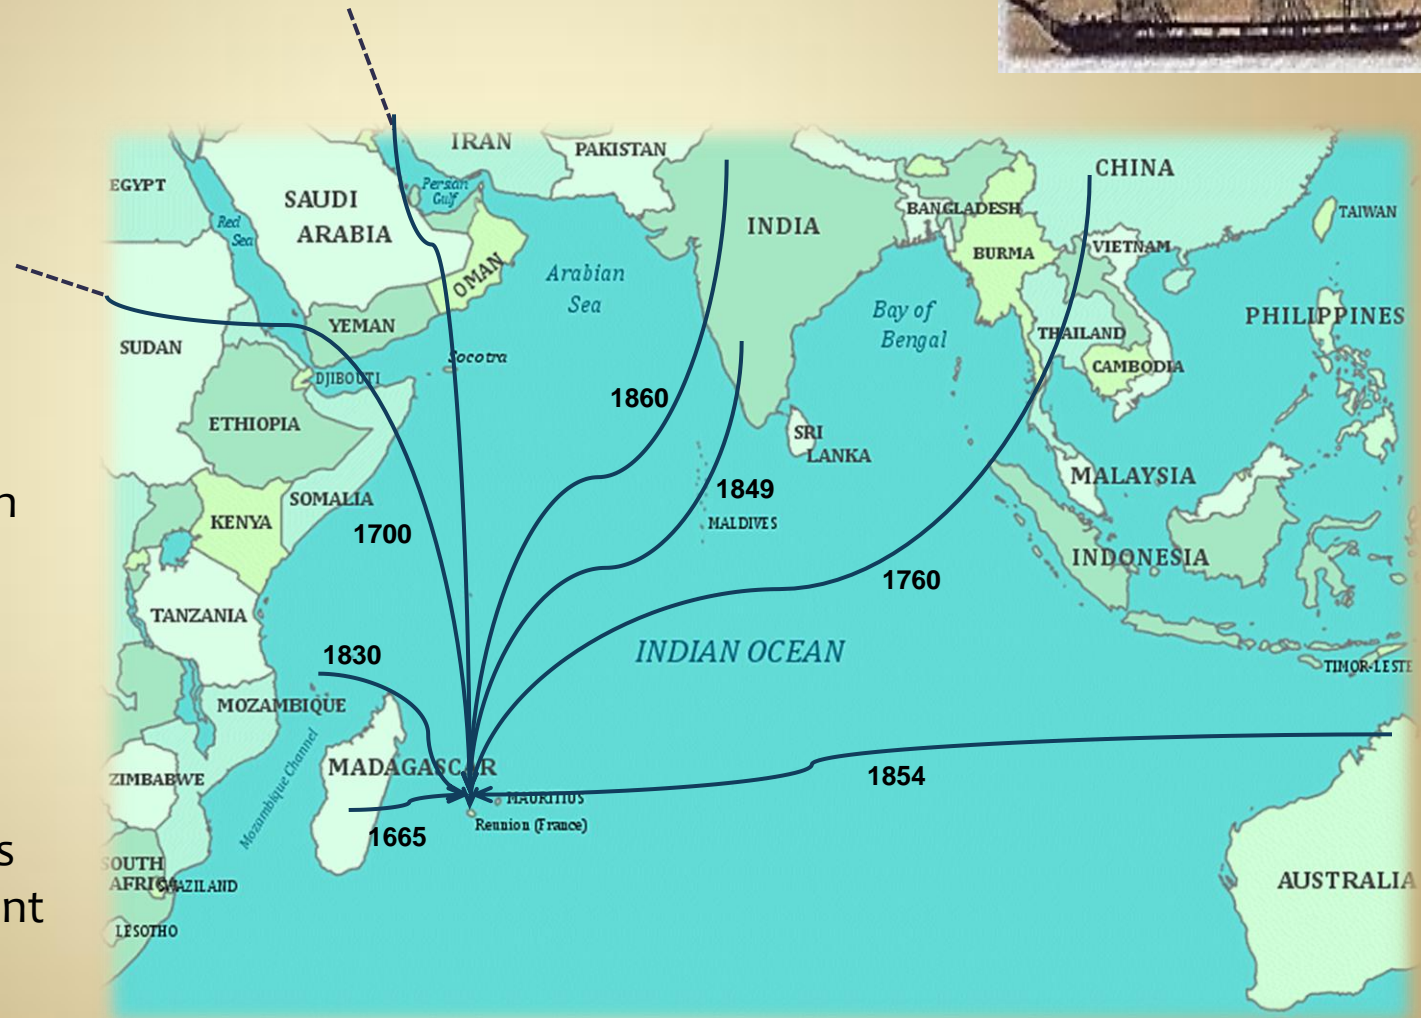 IRAN
PAKISTAN
CHINA
EGYPT
Persian
Gulf
SAUDI
ARABIA
Red
Sea
INDIA
BANGLADESH
TAIWAN
BURMA
VIETNAM
OMAN
Arabian
Sea
Bay of
Bengal
PHILIPPINES
YEMAN
SUDAN
THAILAND
Socotra
DJIBOUTI
CAMBODIA
1860
ETHIOPIA
SRI
LANKA
MALAYSIA
1849
n
SOMALIA
KENYA
MALDIVES
1700
INDONESIA
1760
TANZANIA
INDIAN OCEAN
1830
TIMOR-LESTE
MOZAMBIQUE
Mozambique Channel
MADAGASCAR
ZIMBABWE
1854
MAURITIUS
Reunion (France)
1665
s
SOUTH
AFRICA
SWAZILAND
AUSTRALIA
nt
LESOTHO